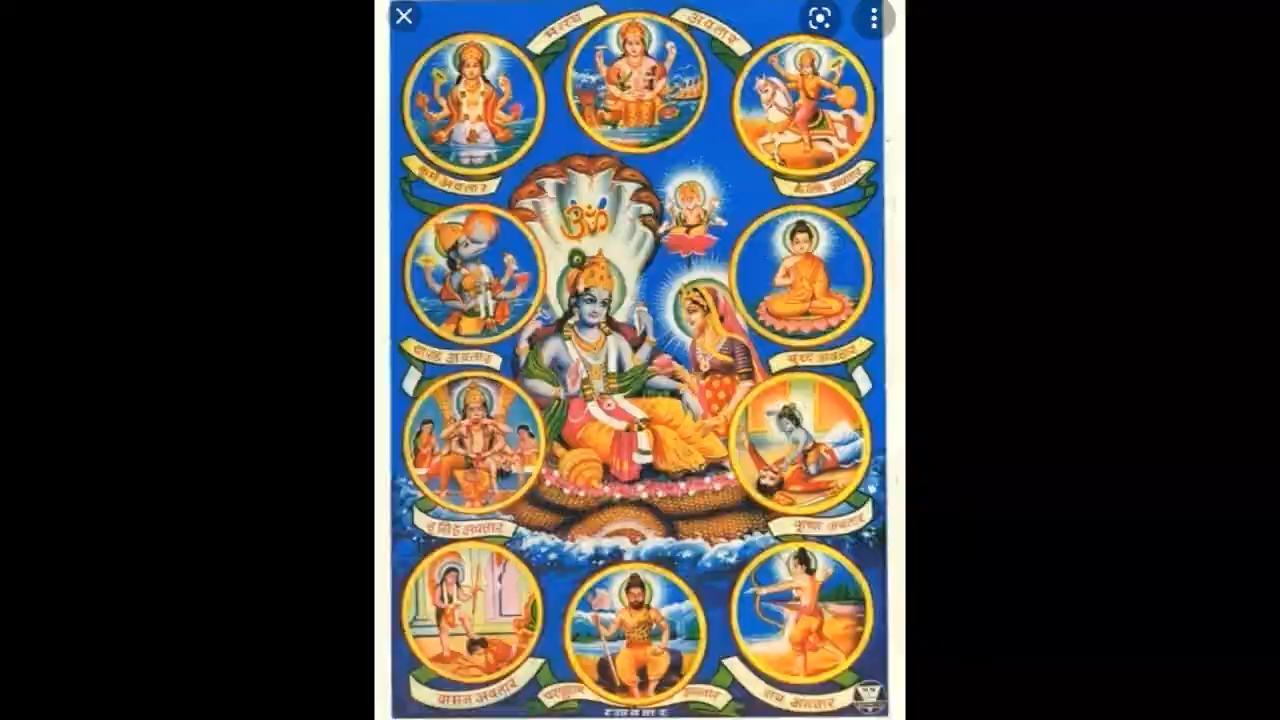 मत्स्य अवतार
कूर्म अवतार
कल्कि अवतार
ॐ
वराह अवतार
बुध्द अवतार
नृसिंह अवतार
कृष्ण अवतार
वामन अवतार
परशुराम अवतार
राम अवतार